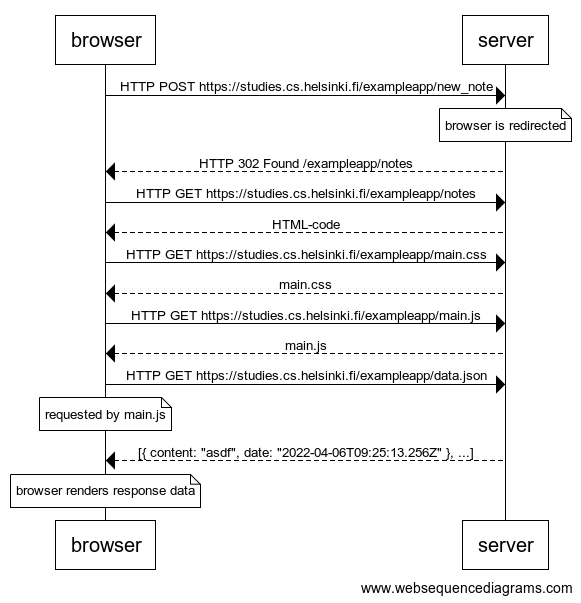 browser server
HTTP POST https://studies.cs.helsinki.fi/exampleapp/new_note
browser is redirected
HTTP 302 Found /exampleapp/notes
HTTP GET https://studies.cs.helsinki.fi/exampleapp/notes
HTML-code
HTTP GET https://studies.cs.helsinki.fi/exampleapp/main.css
main.css
HTTP GET https://studies.cs.helsinki.fi/exampleapp/main.js
main.js
HTTP GET https://studies.cs.helsinki.fi/exampleapp/data.json
requested by main.js
[{ content: "asdf", date: "2022-04-06T09:25:13.256Z" }, ...]
browser renders response data
browser server
www.websequencediagrams.com